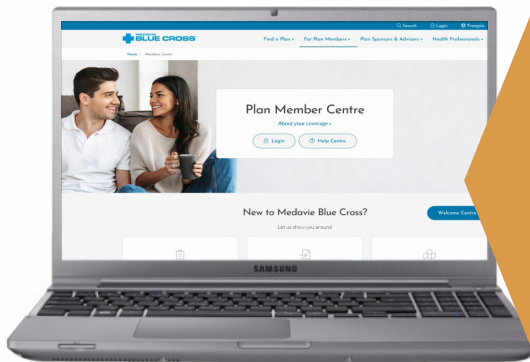 Search Login Français
MEDAVIE
BLUE CROSS
Find a Plan For Plan Members Plan Sponsors & Advisors Health Professionals
Home / Members Centre
Plan Member Centre
About your coverage »
Login Help Centre
New to Medavie Blue Cross?
Welcome Centre
Let us show you around
SAMSUNG